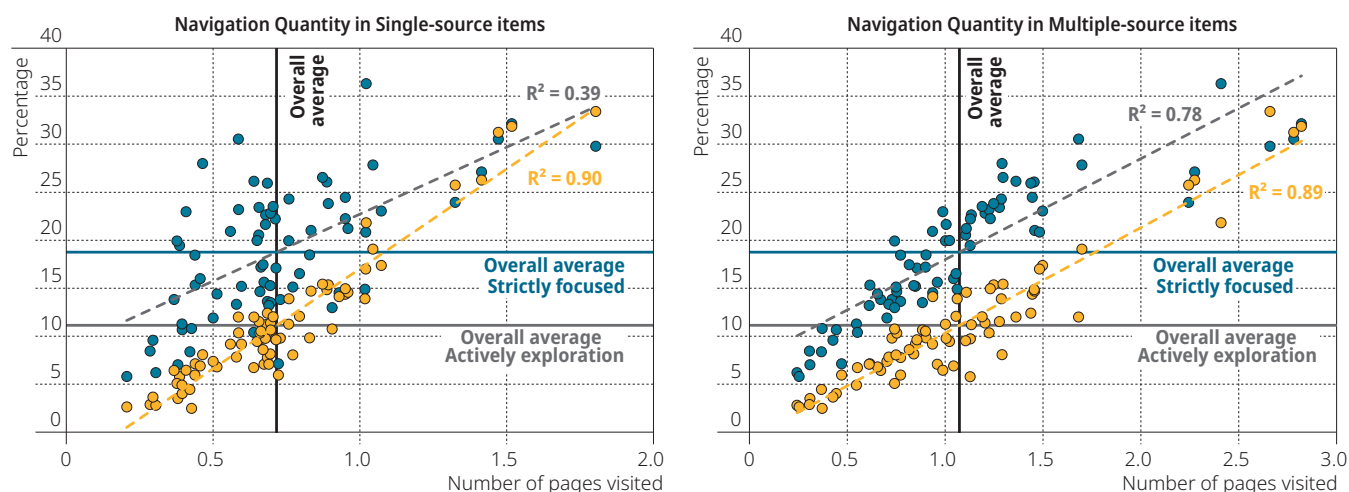 Navigation Quantity in Single-source items
Percentage
40
35
30
25
20
15
10
5
0
Overall
average
R² = 0.39
R² = 0.90
Overall average
Strictly focused
Overall average
Actively exploration
0
0.5
1.0
1.5
2.0
Number of pages visited
Navigation Quantity in Multiple-source items
Percentage
40
35
30
25
20
15
10
5
0
Overall
average
R² = 0.78
R² = 0.89
Overall average
Strictly focused
Overall average
Actively exploration
0
0.5
1.0
1.5
2.0
2.5
3.0
Number of pages visited